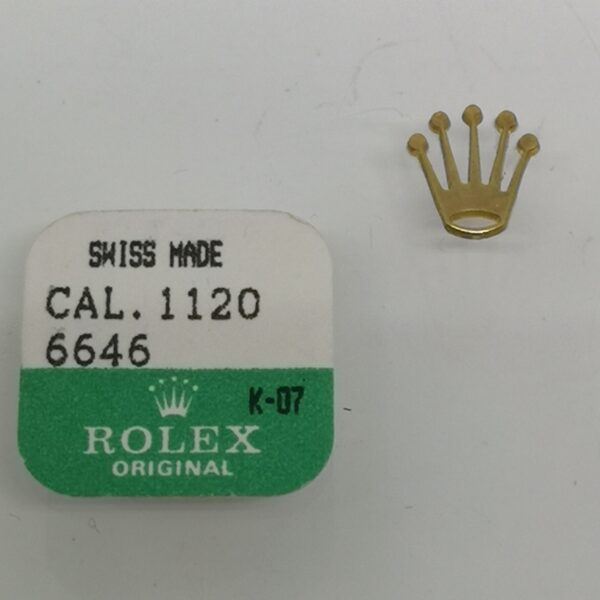 SWISS MADE
CAL. 1120
6646
K-07
ROLEX
ORIGINAL